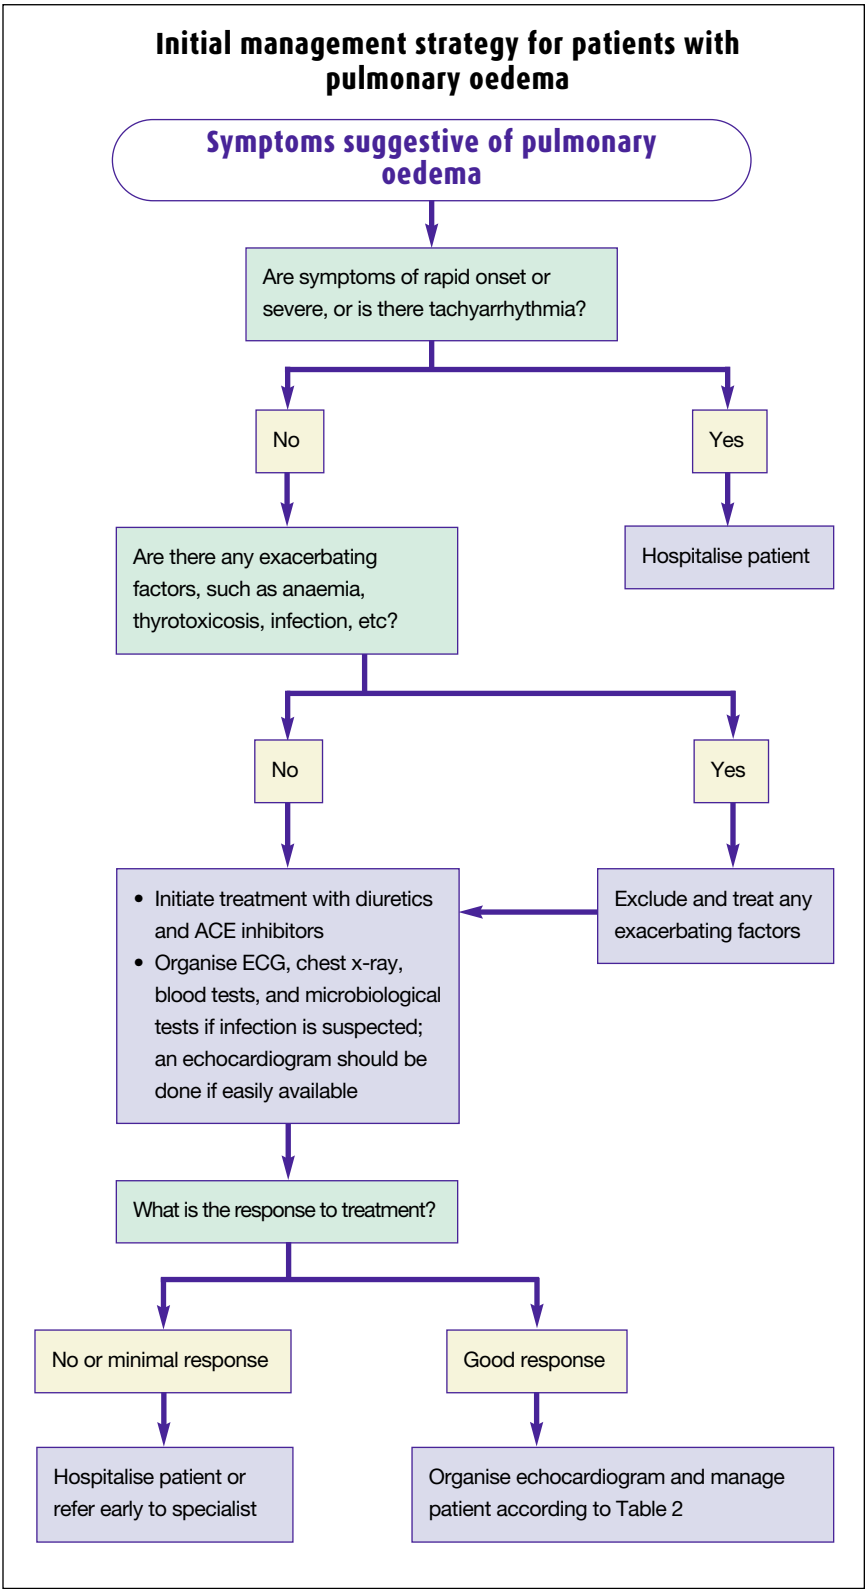 Initial management strategy for patients with
pulmonary oedema
Symptoms suggestive of pulmonary
oedema
Are symptoms of rapid onset or
severe, or is there tachyarrhythmia?
No
Yes
Hospitalise patient
Are there any exacerbating
factors, such as anaemia,
thyrotoxicosis, infection, etc?
No
Yes
• Initiate treatment with diuretics
and ACE inhibitors
• Organise ECG, chest x-ray,
blood tests, and microbiological
tests if infection is suspected;
an echocardiogram should be
done if easily available
Exclude and treat any
exacerbating factors
What is the response to treatment?
No or minimal response
Good response
Hospitalise patient or
refer early to specialist
Organise echocardiogram and manage
patient according to Table 2